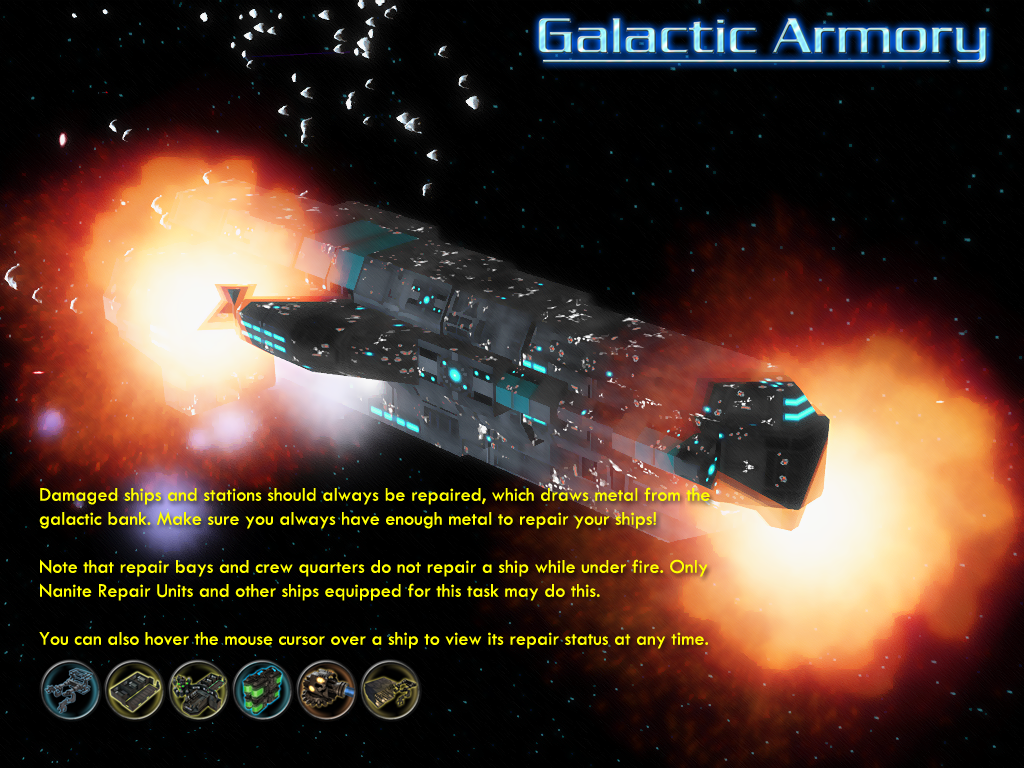 Galactic Armory
Damaged ships and stations should always be repaired, which draws metal from the
galactic bank. Make sure you always have enough metal to repair your ships!
Note that repair bays and crew quarters do not repair a ship while under fire. Only
Nanite Repair Units and other ships equipped for this task may do this.
You can also hover the mouse cursor over a ship to view its repair status at any time.